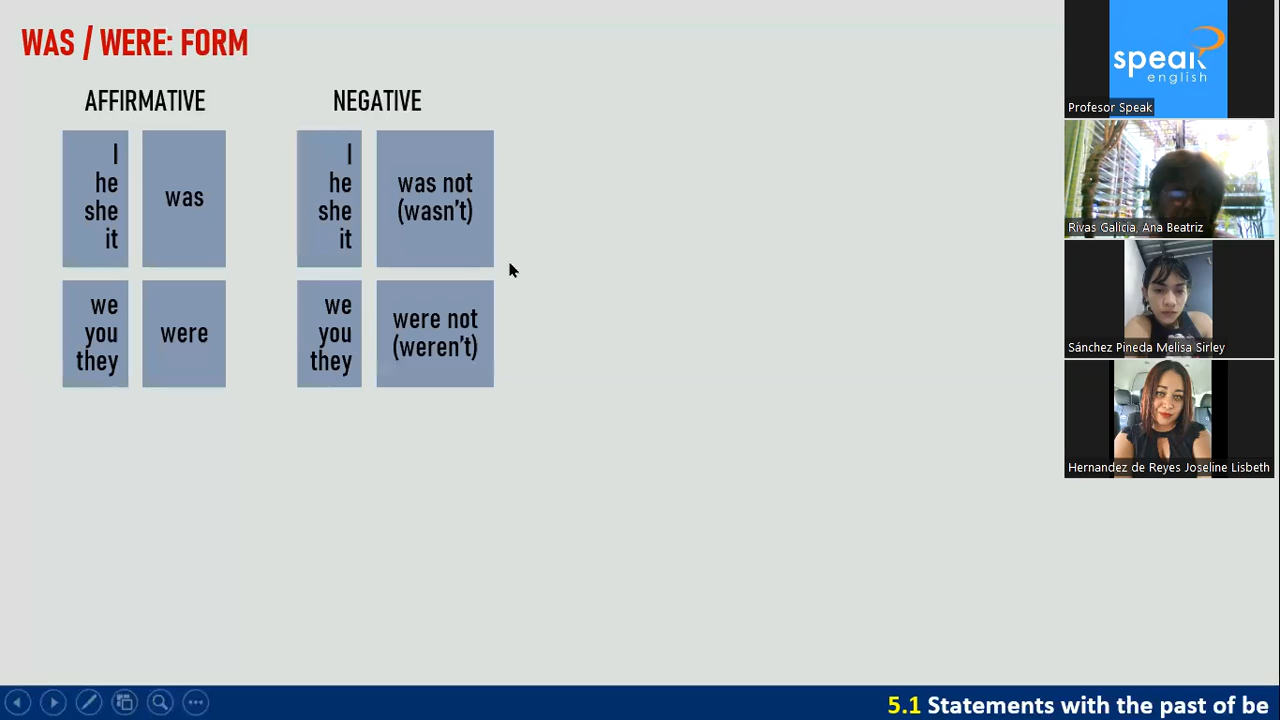 WAS / WERE: FORM
AFFIRMATIVE
I
he
she
it
was
we
you
they
were
NEGATIVE
I
he
she
it
was not
(wasn't)
we
you
they
were not
(weren't)
speak
english
Profesor Speak
Rivas Galicia, Ana Beatriz
Sánchez Pineda Melisa Sirley
Hernandez de Reyes Joseline Lisbeth
5.1 Statements with the past of be